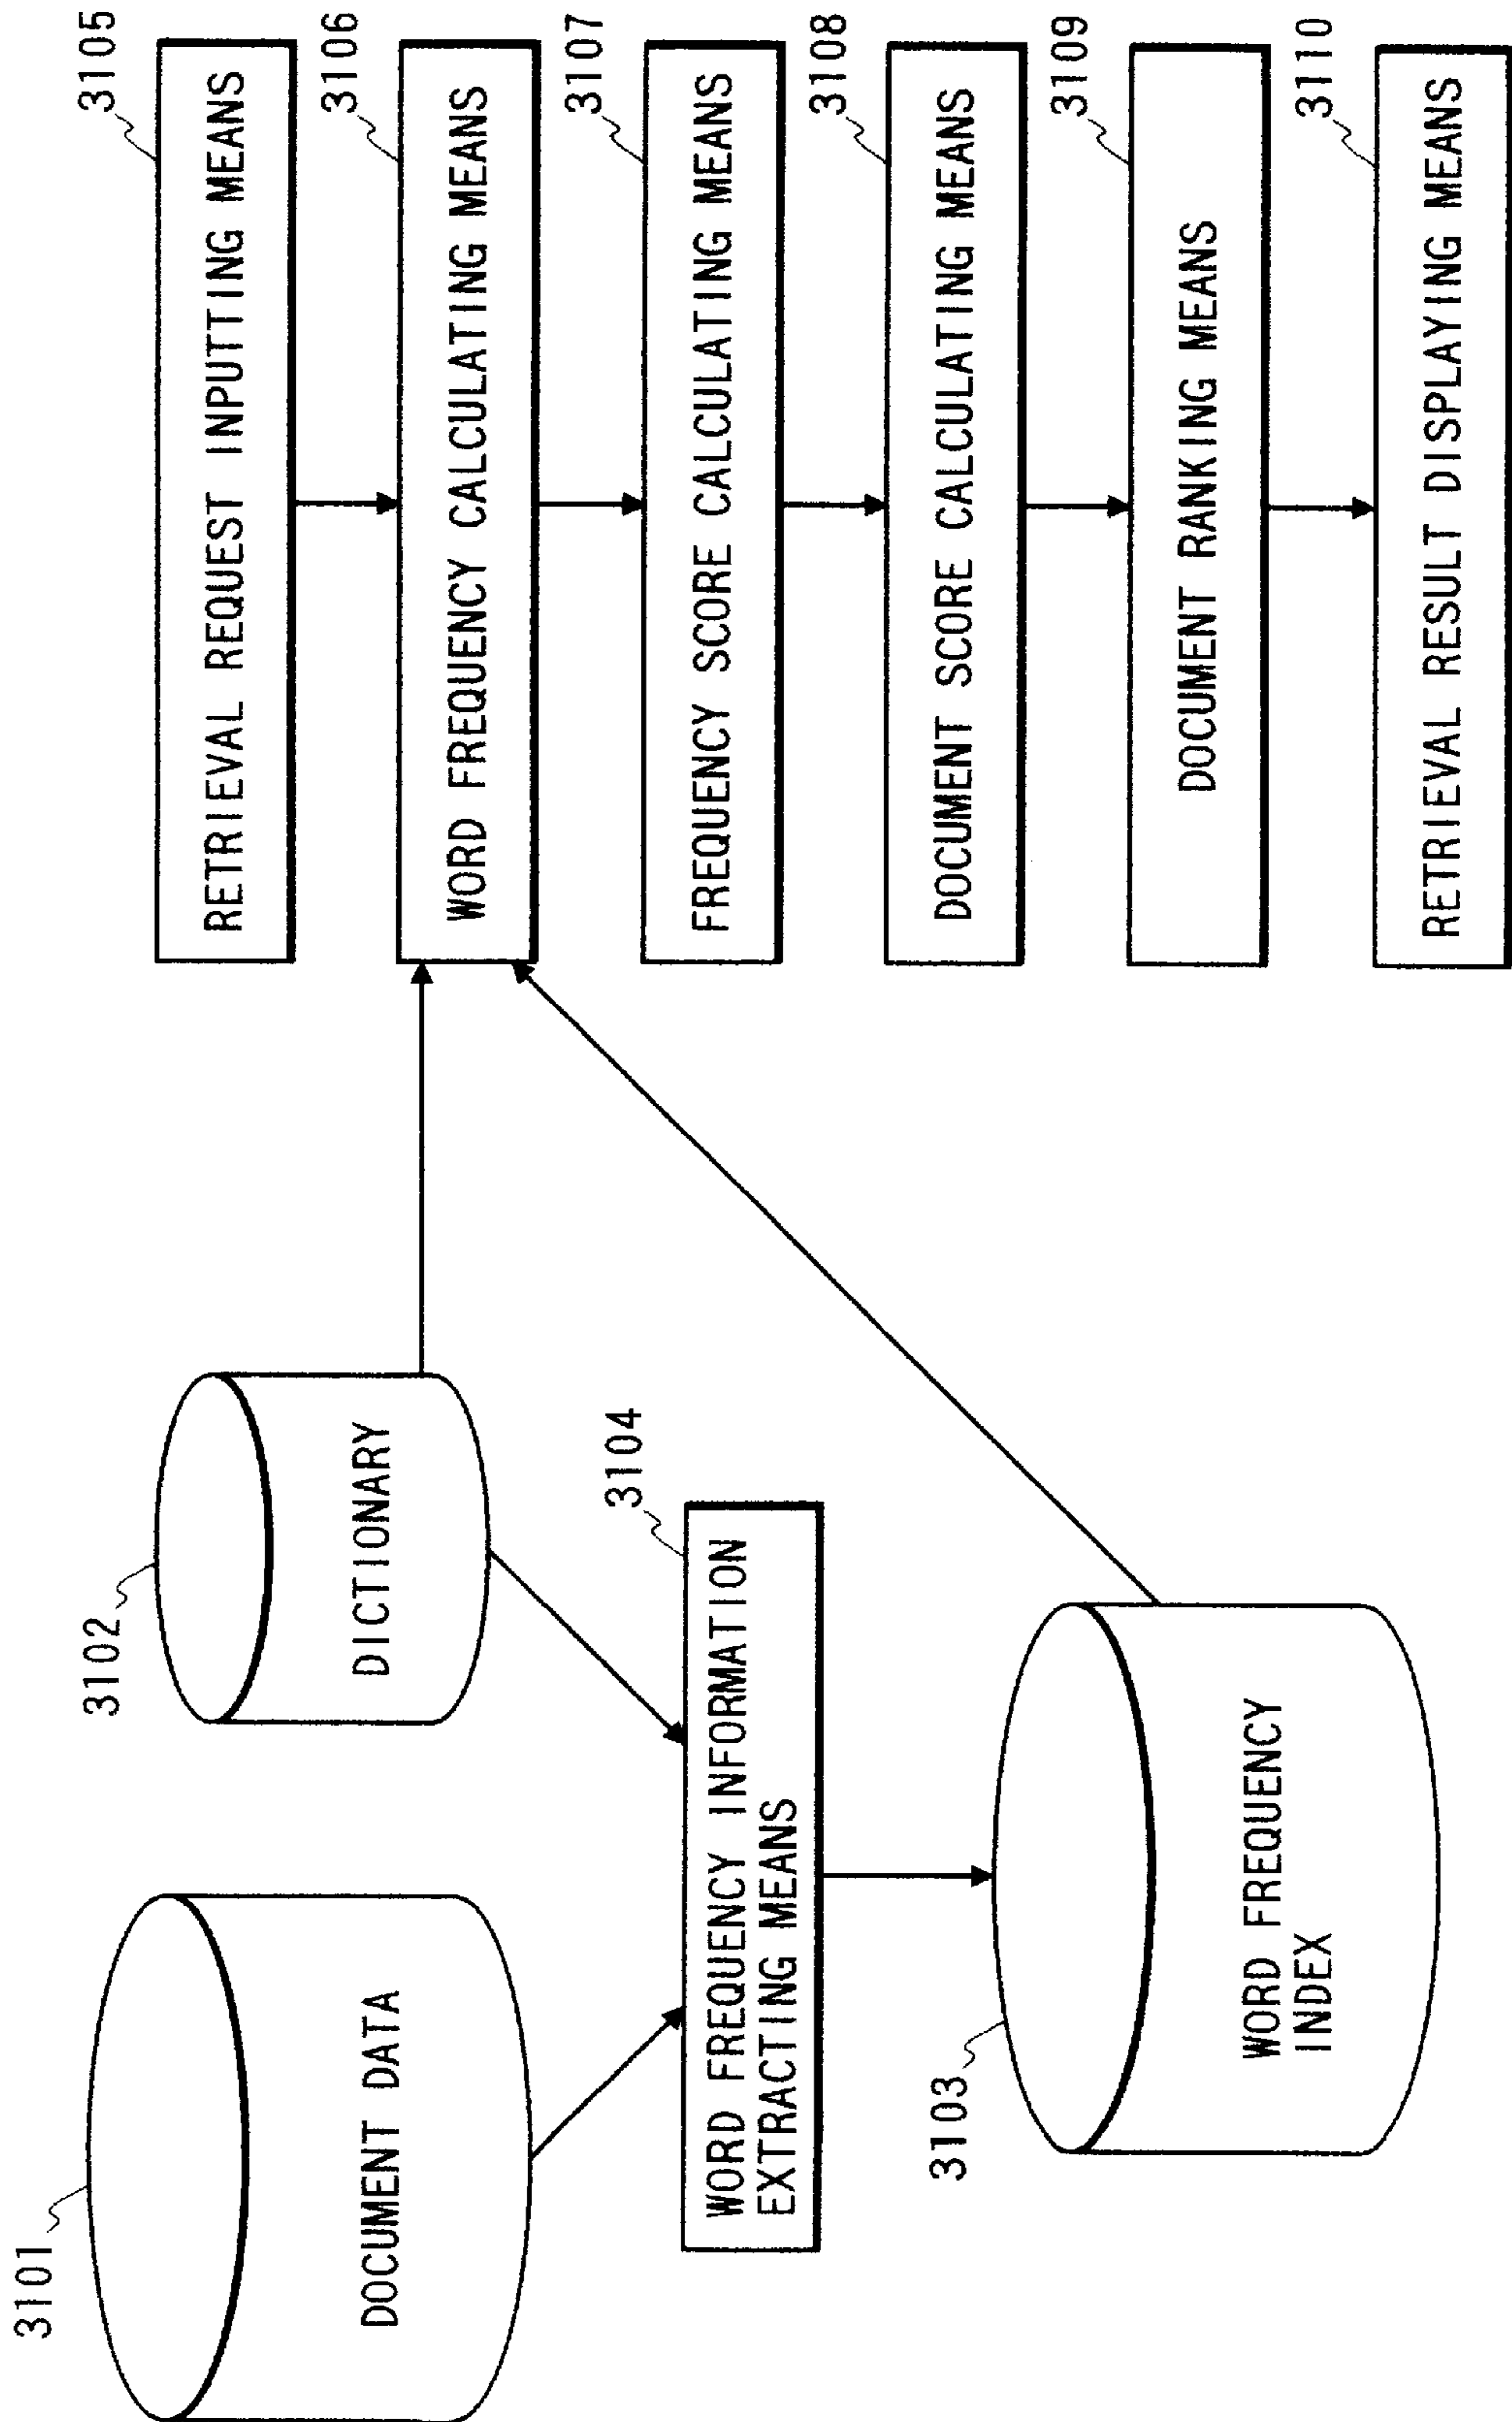 3101
DOCUMENT DATA
3102
DICTIONARY
3104
WORD FREQUENCY INFORMATION
EXTRACTING MEANS
3103
WORD FREQUENCY
INDEX
3105
RETRIEVAL REQUEST INPUTTING MEANS
3106
WORD FREQUENCY CALCULATING MEANS
3107
FREQUENCY SCORE CALCULATING MEANS
3108
DOCUMENT SCORE CALCULATING MEANS
3109
DOCUMENT RANKING MEANS
3110
RETRIEVAL RESULT DISPLAYING MEANS